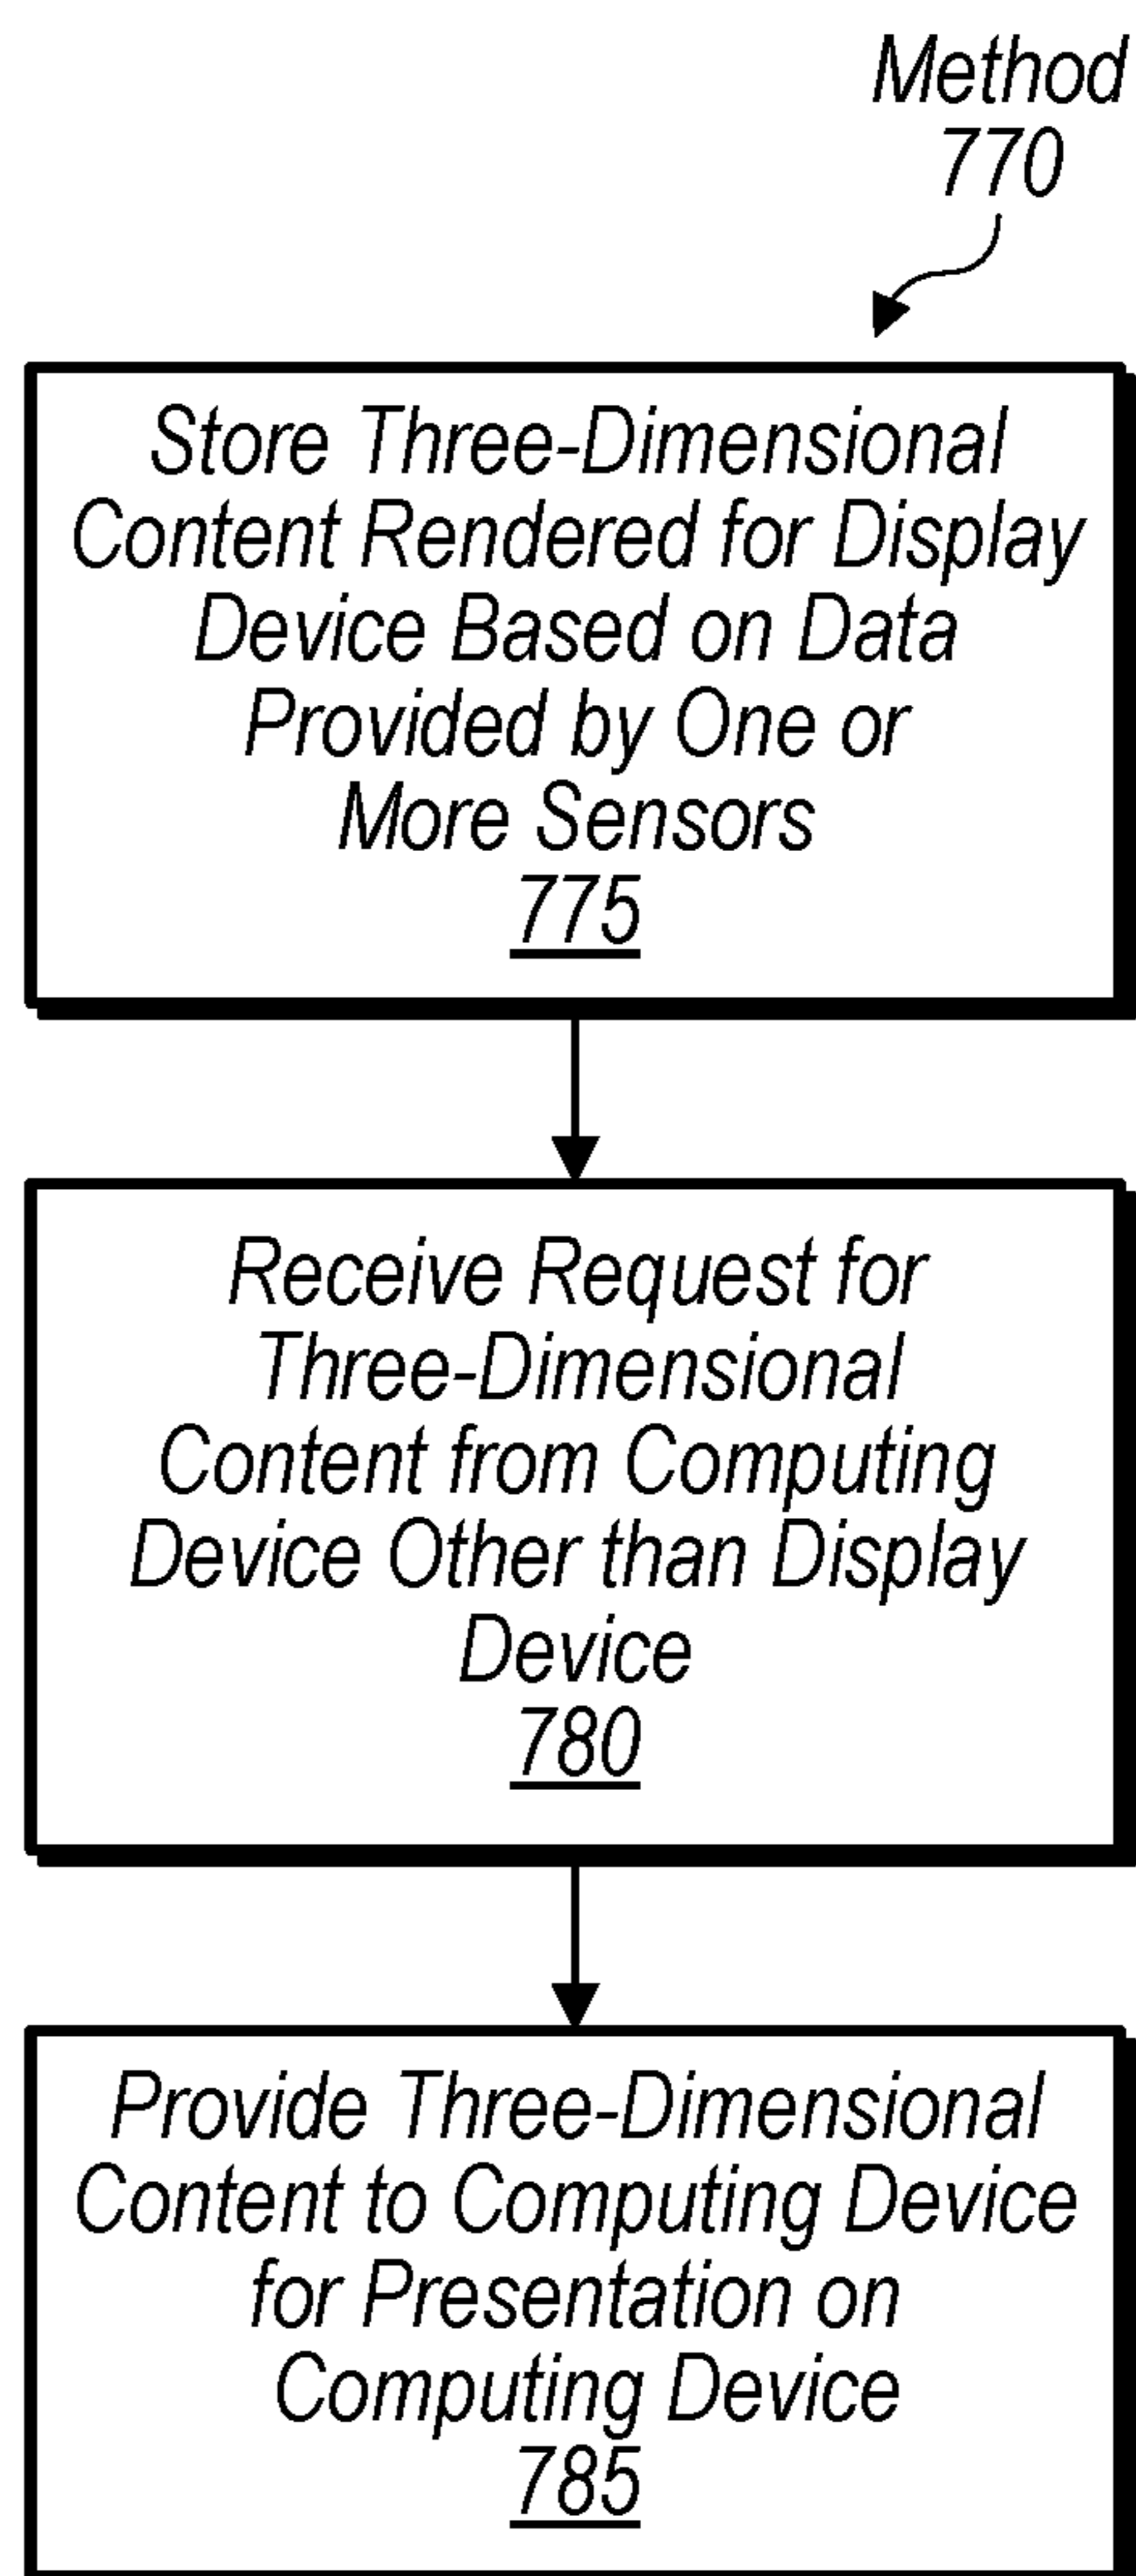 Method
770
Store Three-Dimensional
Content Rendered for Display
Device Based on Data
Provided by One or
More Sensors
775
Receive Request for
Three-Dimensional
Content from Computing
Device Other than Display
Device
780
Provide Three-Dimensional
Content to Computing Device
for Presentation on
Computing Device
785